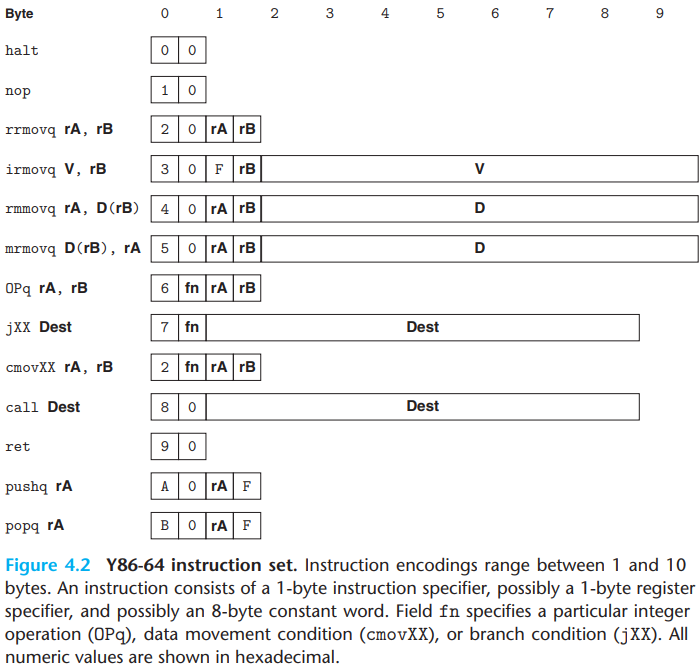 Byte 0 1 2 3 4 5 6 7 8 9
halt 0 0
nop 1 0
rrmovq rA, rB 2 0 rA rB
irmovq V, rB 3 0 F rB V
rmmovq rA, D(rB) 4 0 rA rB D
mrmovq D(rB), rA 5 0 rA rB D
OPq rA, rB 6 fn rA rB
jXX Dest 7 fn Dest
cmovXX rA, rB 2 fn rA rB
call Dest 8 0 Dest
ret 9 0
pushq rA A 0 rA F
popq rA B 0 rA F
Figure 4.2 Y86-64 instruction set. Instruction encodings range between 1 and 10
bytes. An instruction consists of a 1-byte instruction specifier, possibly a 1-byte register
specifier, and possibly an 8-byte constant word. Field fn specifies a particular integer
operation (OPq), data movement condition (cmovXX), or branch condition (jXX). All
numeric values are shown in hexadecimal.